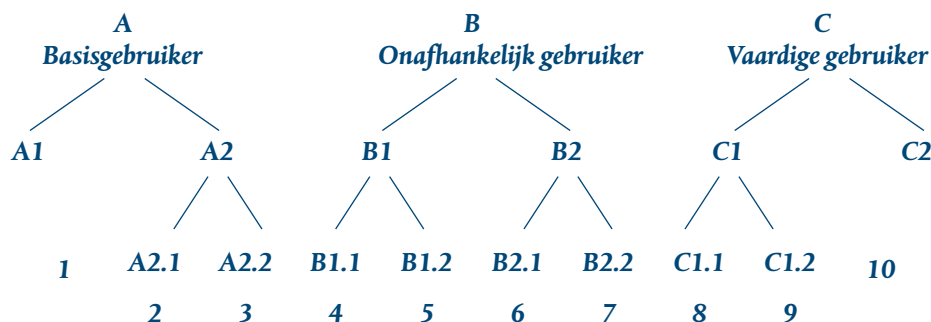 A B C
Basisgebruiker Onafhankelijk gebruiker Vaardige gebruiker
A1 A2 B1 B2 C1 C2
1 A2.1 A2.2 B1.1 B1.2 B2.1 B2.2 C1.1 C1.2 10
2 3 4 5 6 7 8 9